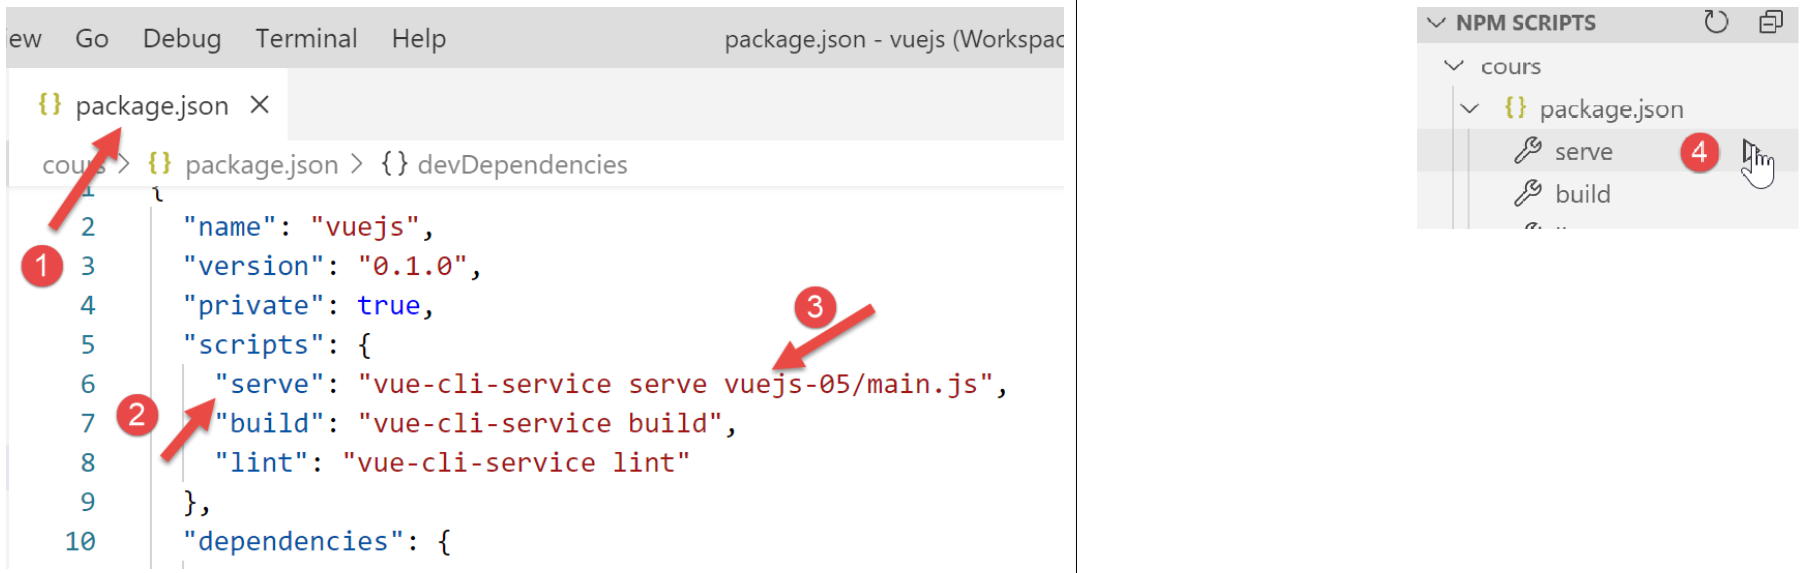 ew Go Debug Terminal Help package.json - vuejs (Workspac
{} package.json ×
cours > {} package.json > {} devDependencies
1 {
2 "name": "vuejs",
3 "version": "0.1.0",
4 "private": true,
5 "scripts": {
6 "serve": "vue-cli-service serve vuejs-05/main.js",
7 "build": "vue-cli-service build",
8 "lint": "vue-cli-service lint"
9 },
10 "dependencies": {
1
2
3
NPM SCRIPTS
cours
{} package.json
serve 4
build